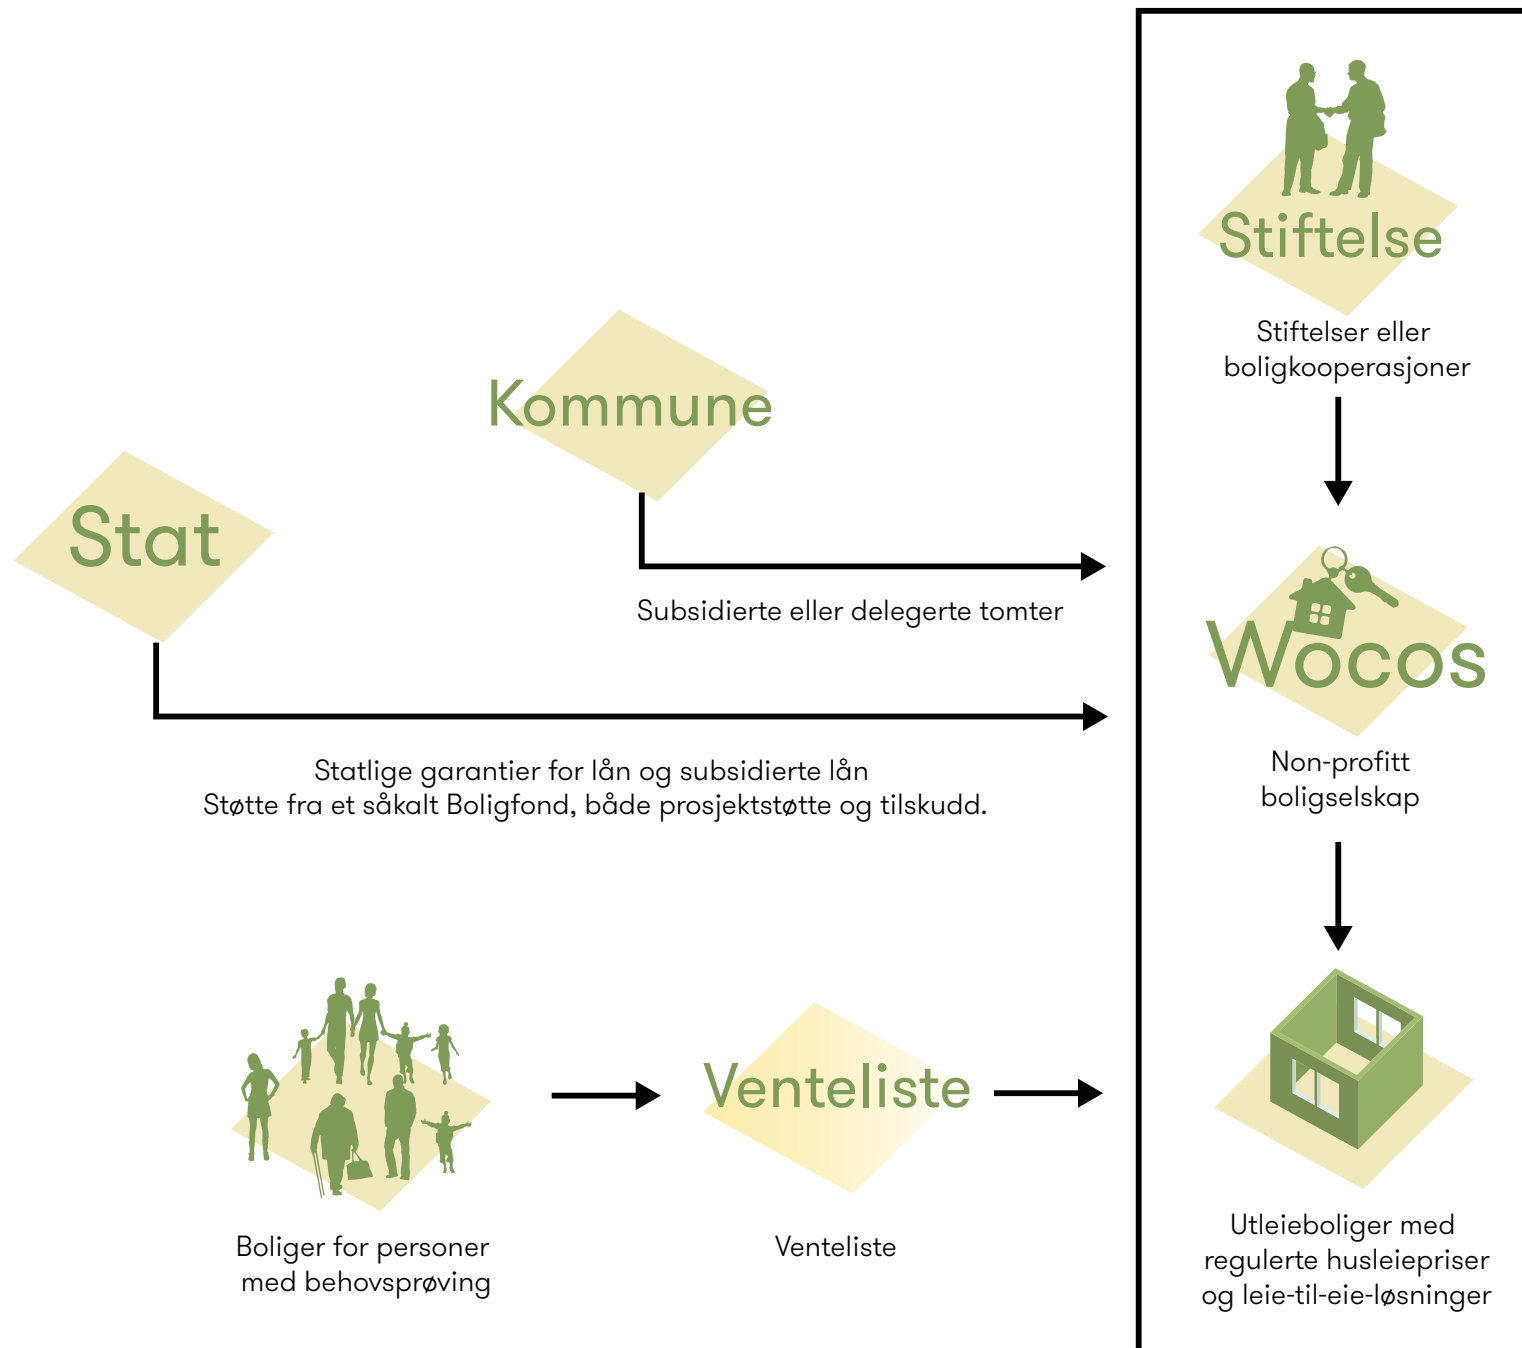 Stiftelse
Stiftelser eller
boligkooperasjoner
Kommune
Stat
Subsidierte eller delegerte tomter
Wocos
Non-profitt
boligselskap
Statlige garantier for lån og subsidierte lån
Støtte fra et såkalt Boligfond, både prosjektstøtte og tilskudd.
Venteliste
Boliger for personer
med behovsprøving
Venteliste
Utleieboliger med
regulerte husleiepriser
og leie-til-eie-løsninger